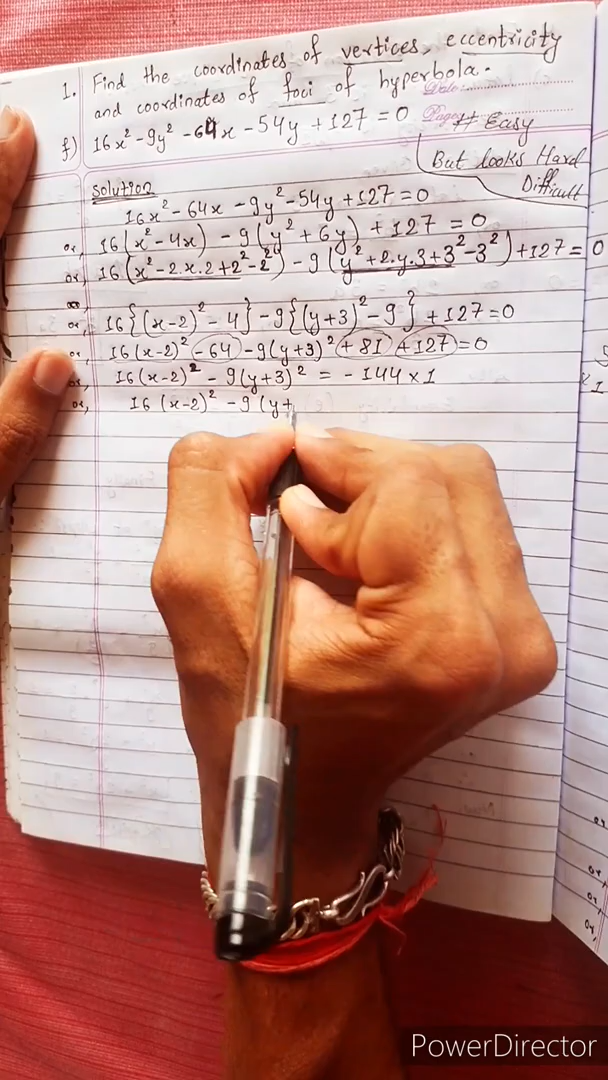 1. Find the coordinates of vertices, eccentricity
and coordinates of foci of hyperbola.
Date:
f) 16x² - 9y² - 64x - 54y + 127 = 0
Pages:
# Easy
But looks Hard
Difficult
Solution
16x² - 64x - 9y² - 54y + 127 = 0
or, 16(x² - 4x) - 9(y² + 6y) + 127 = 0
or, 16(x² - 2.x.2 + 2² - 2²) - 9(y² + 2.y.3 + 3² - 3²) + 127 = 0
or, 16{(x-2)² - 4} - 9{(y+3)² - 9} + 127 = 0
or, 16(x-2)² - 64 - 9(y+3)² + 81 + 127 = 0
16(x-2)² - 9(y+3)² = - 144 × 1
or, 16(x-2)² - 9(y+
or,
or,
or,
PowerDirector